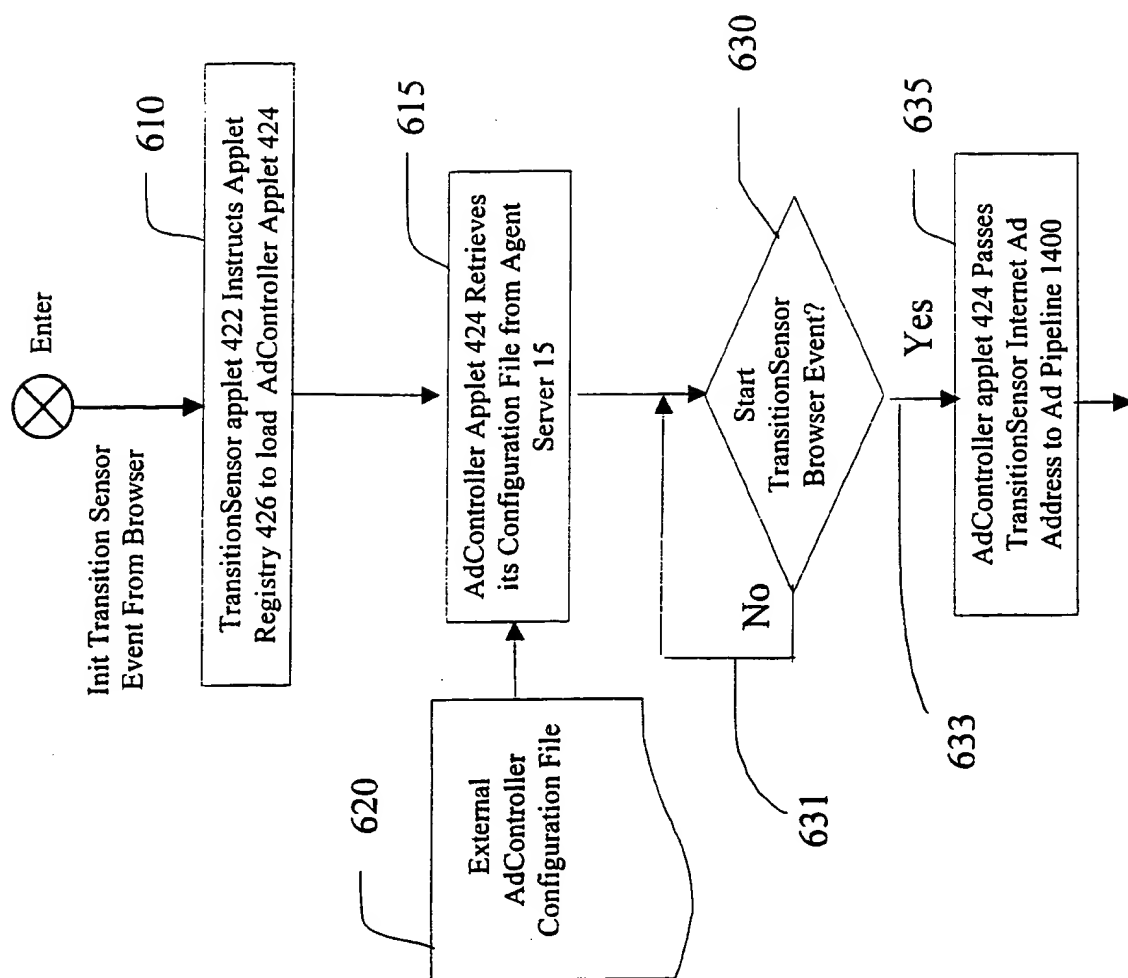 Enter
Init Transition Sensor
Event From Browser
610
TransitionSensor applet 422 Instructs Applet
Registry 426 to load AdController Applet 424
615
AdController Applet 424 Retrieves
its Configuration File from Agent
Server 15
620
External
AdController
Configuration File
630
Start
TransitionSensor
Browser Event?
No
631
Yes
633
635
AdController applet 424 Passes
TransitionSensor Internet Ad
Address to Ad Pipeline 1400